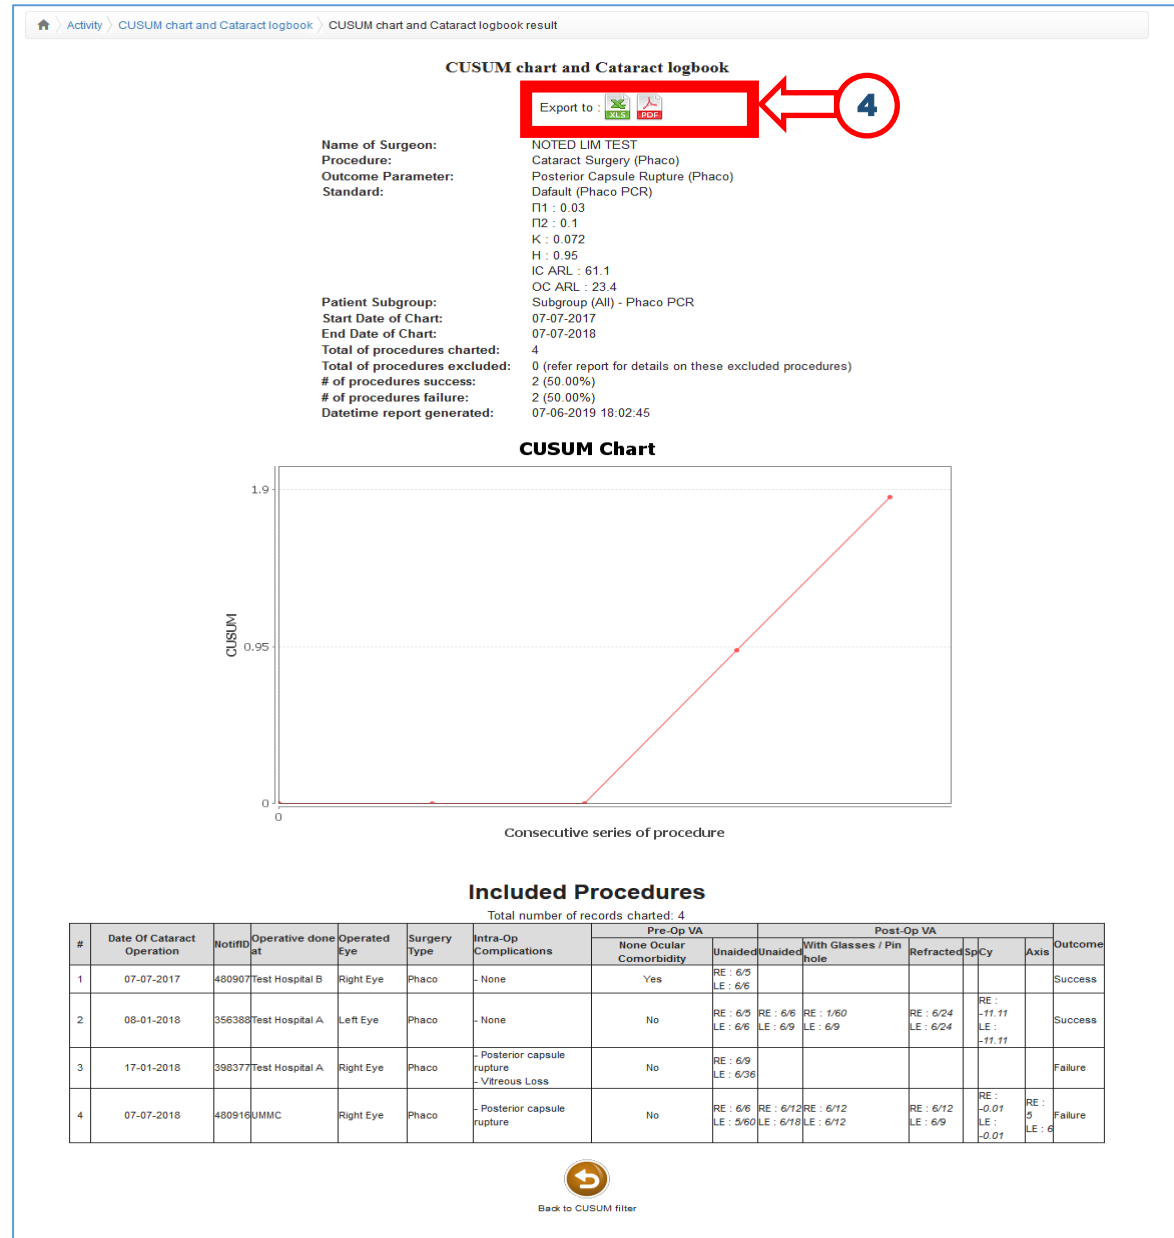 Activity CUSUM chart and Cataract logbook CUSUM chart and Cataract logbook result
CUSUM chart and Cataract logbook
Export to : XLS PDF
4
Name of Surgeon: NOTED LIM TEST
Procedure: Cataract Surgery (Phaco)
Outcome Parameter: Posterior Capsule Rupture (Phaco)
Standard: Dafault (Phaco PCR)
Π1 : 0.03
Π2 : 0.1
K : 0.072
H : 0.95
IC ARL : 61.1
OC ARL : 23.4
Patient Subgroup: Subgroup (All) - Phaco PCR
Start Date of Chart: 07-07-2017
End Date of Chart: 07-07-2018
Total of procedures charted: 4
Total of procedures excluded: 0 (refer report for details on these excluded procedures)
# of procedures success: 2 (50.00%)
# of procedures failure: 2 (50.00%)
Datetime report generated: 07-06-2019 18:02:45
CUSUM Chart
1.9
0.95
0
CUSUM
0
Consecutive series of procedure
Included Procedures
Total number of records charted: 4
# Date Of Cataract Operation NotifID Operative done at Operated Eye Surgery Type Intra-Op Complications Pre-Op VA Post-Op VA Outcome
None Ocular Comorbidity Unaided Unaided With Glasses / Pin hole Refracted Sp Cy Axis
1 07-07-2017 480907 Test Hospital B Right Eye Phaco - None Yes RE : 6/5 LE : 6/6 Success
2 08-01-2018 356388 Test Hospital A Left Eye Phaco - None No RE : 6/5 LE : 6/6 RE : 6/6 LE : 6/9 RE : 1/60 LE : 6/9 RE : 6/24 LE : 6/24 RE : -11.11 LE : -11.11 Success
3 17-01-2018 398377 Test Hospital A Right Eye Phaco - Posterior capsule rupture - Vitreous Loss No RE : 6/9 LE : 6/36 Failure
4 07-07-2018 480916 UMMC Right Eye Phaco - Posterior capsule rupture No RE : 6/6 LE : 5/60 RE : 6/12 LE : 6/18 RE : 6/12 LE : 6/12 RE : 6/12 LE : 6/9 RE : -0.01 LE : -0.01 RE : 5 LE : 6 Failure
Back to CUSUM filter